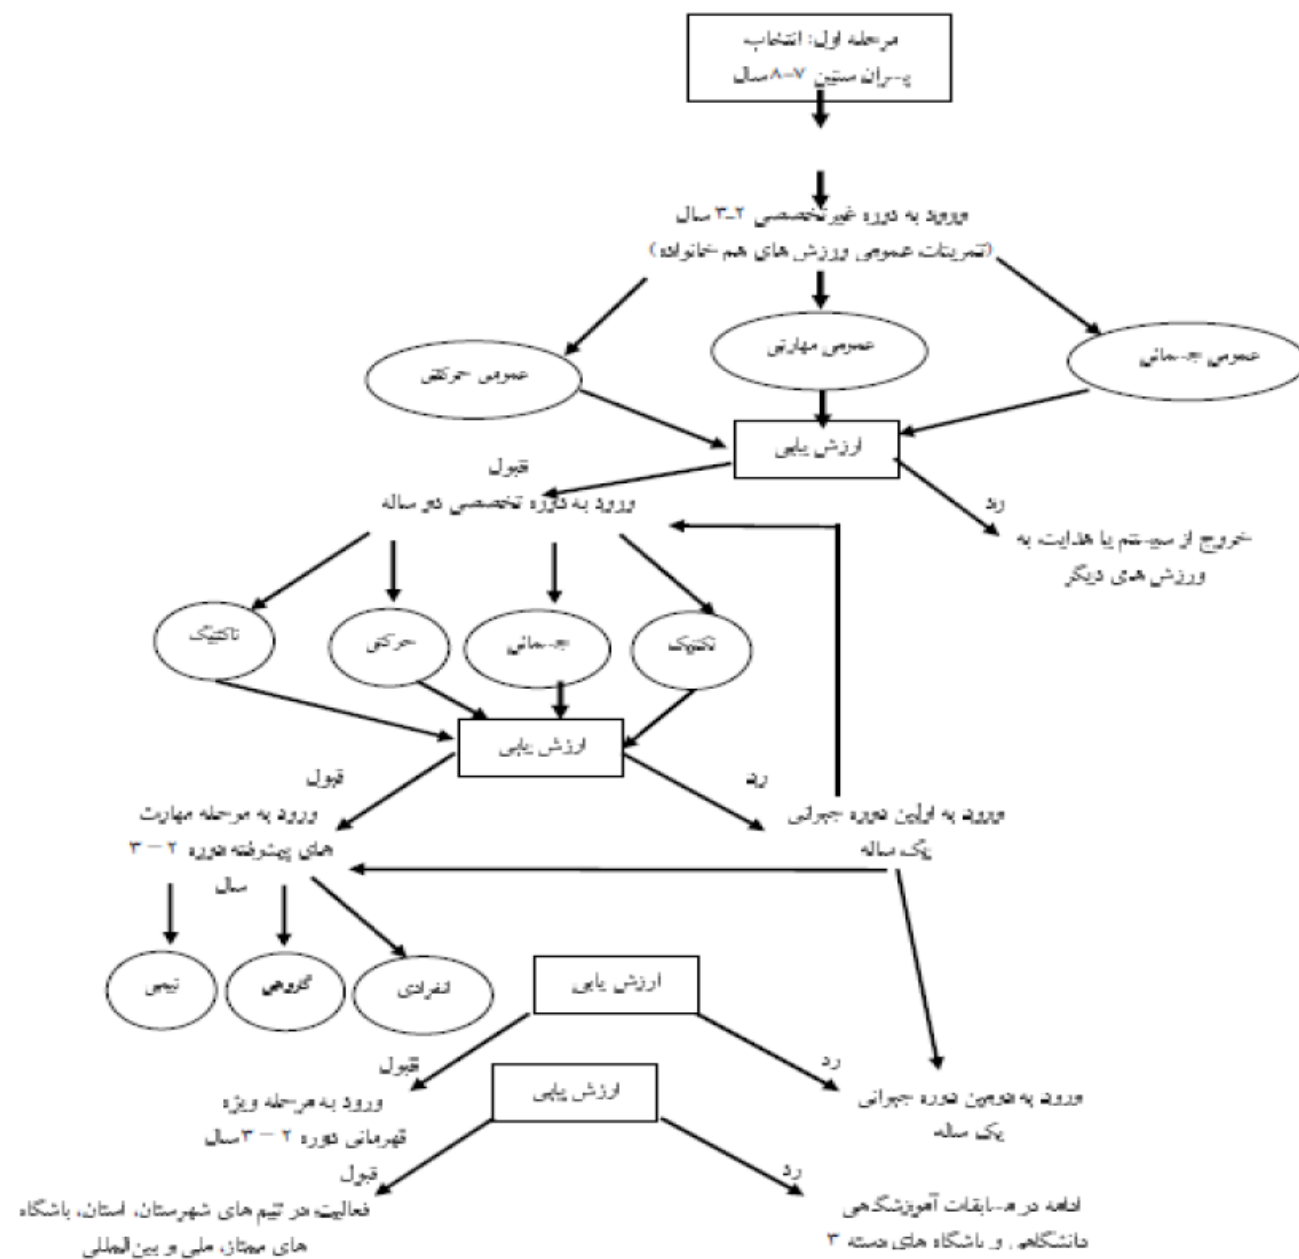 مرحله اول: انتخاب
پسران سنین ۷-۸ سال
ورود به دوره غیرتخصصی ۲-۳ سال
(تمرینات عمومی ورزش های هم خانواده)
عمومی جسمانی
عمومی مهارتی
عمومی حرکتی
ارزش یابی
قبول
رد
ورود به دوره تخصصی دو ساله
خروج از سیستم یا هدایت به
ورزش های دیگر
تکنیک
جسمانی
حرکتی
تاکتیک
ارزش یابی
قبول
رد
ورود به مرحله مهارت
های پیشرفته دوره ۲ – ۳
سال
ورود به اولین دوره جبرانی
یک ساله
انفرادی
گروهی
تیمی
ارزش یابی
قبول
رد
ورود به مرحله ویژه
قهرمانی دوره ۲ – ۳ سال
ورود به دومین دوره جبرانی
یک ساله
ارزش یابی
قبول
رد
فعالیت در تیم های شهرستان، استان، باشگاه
های ممتاز، ملی و بین‌المللی
ادامه در مسابقات آموزشگاهی
دانشگاهی و باشگاه های دسته ۳